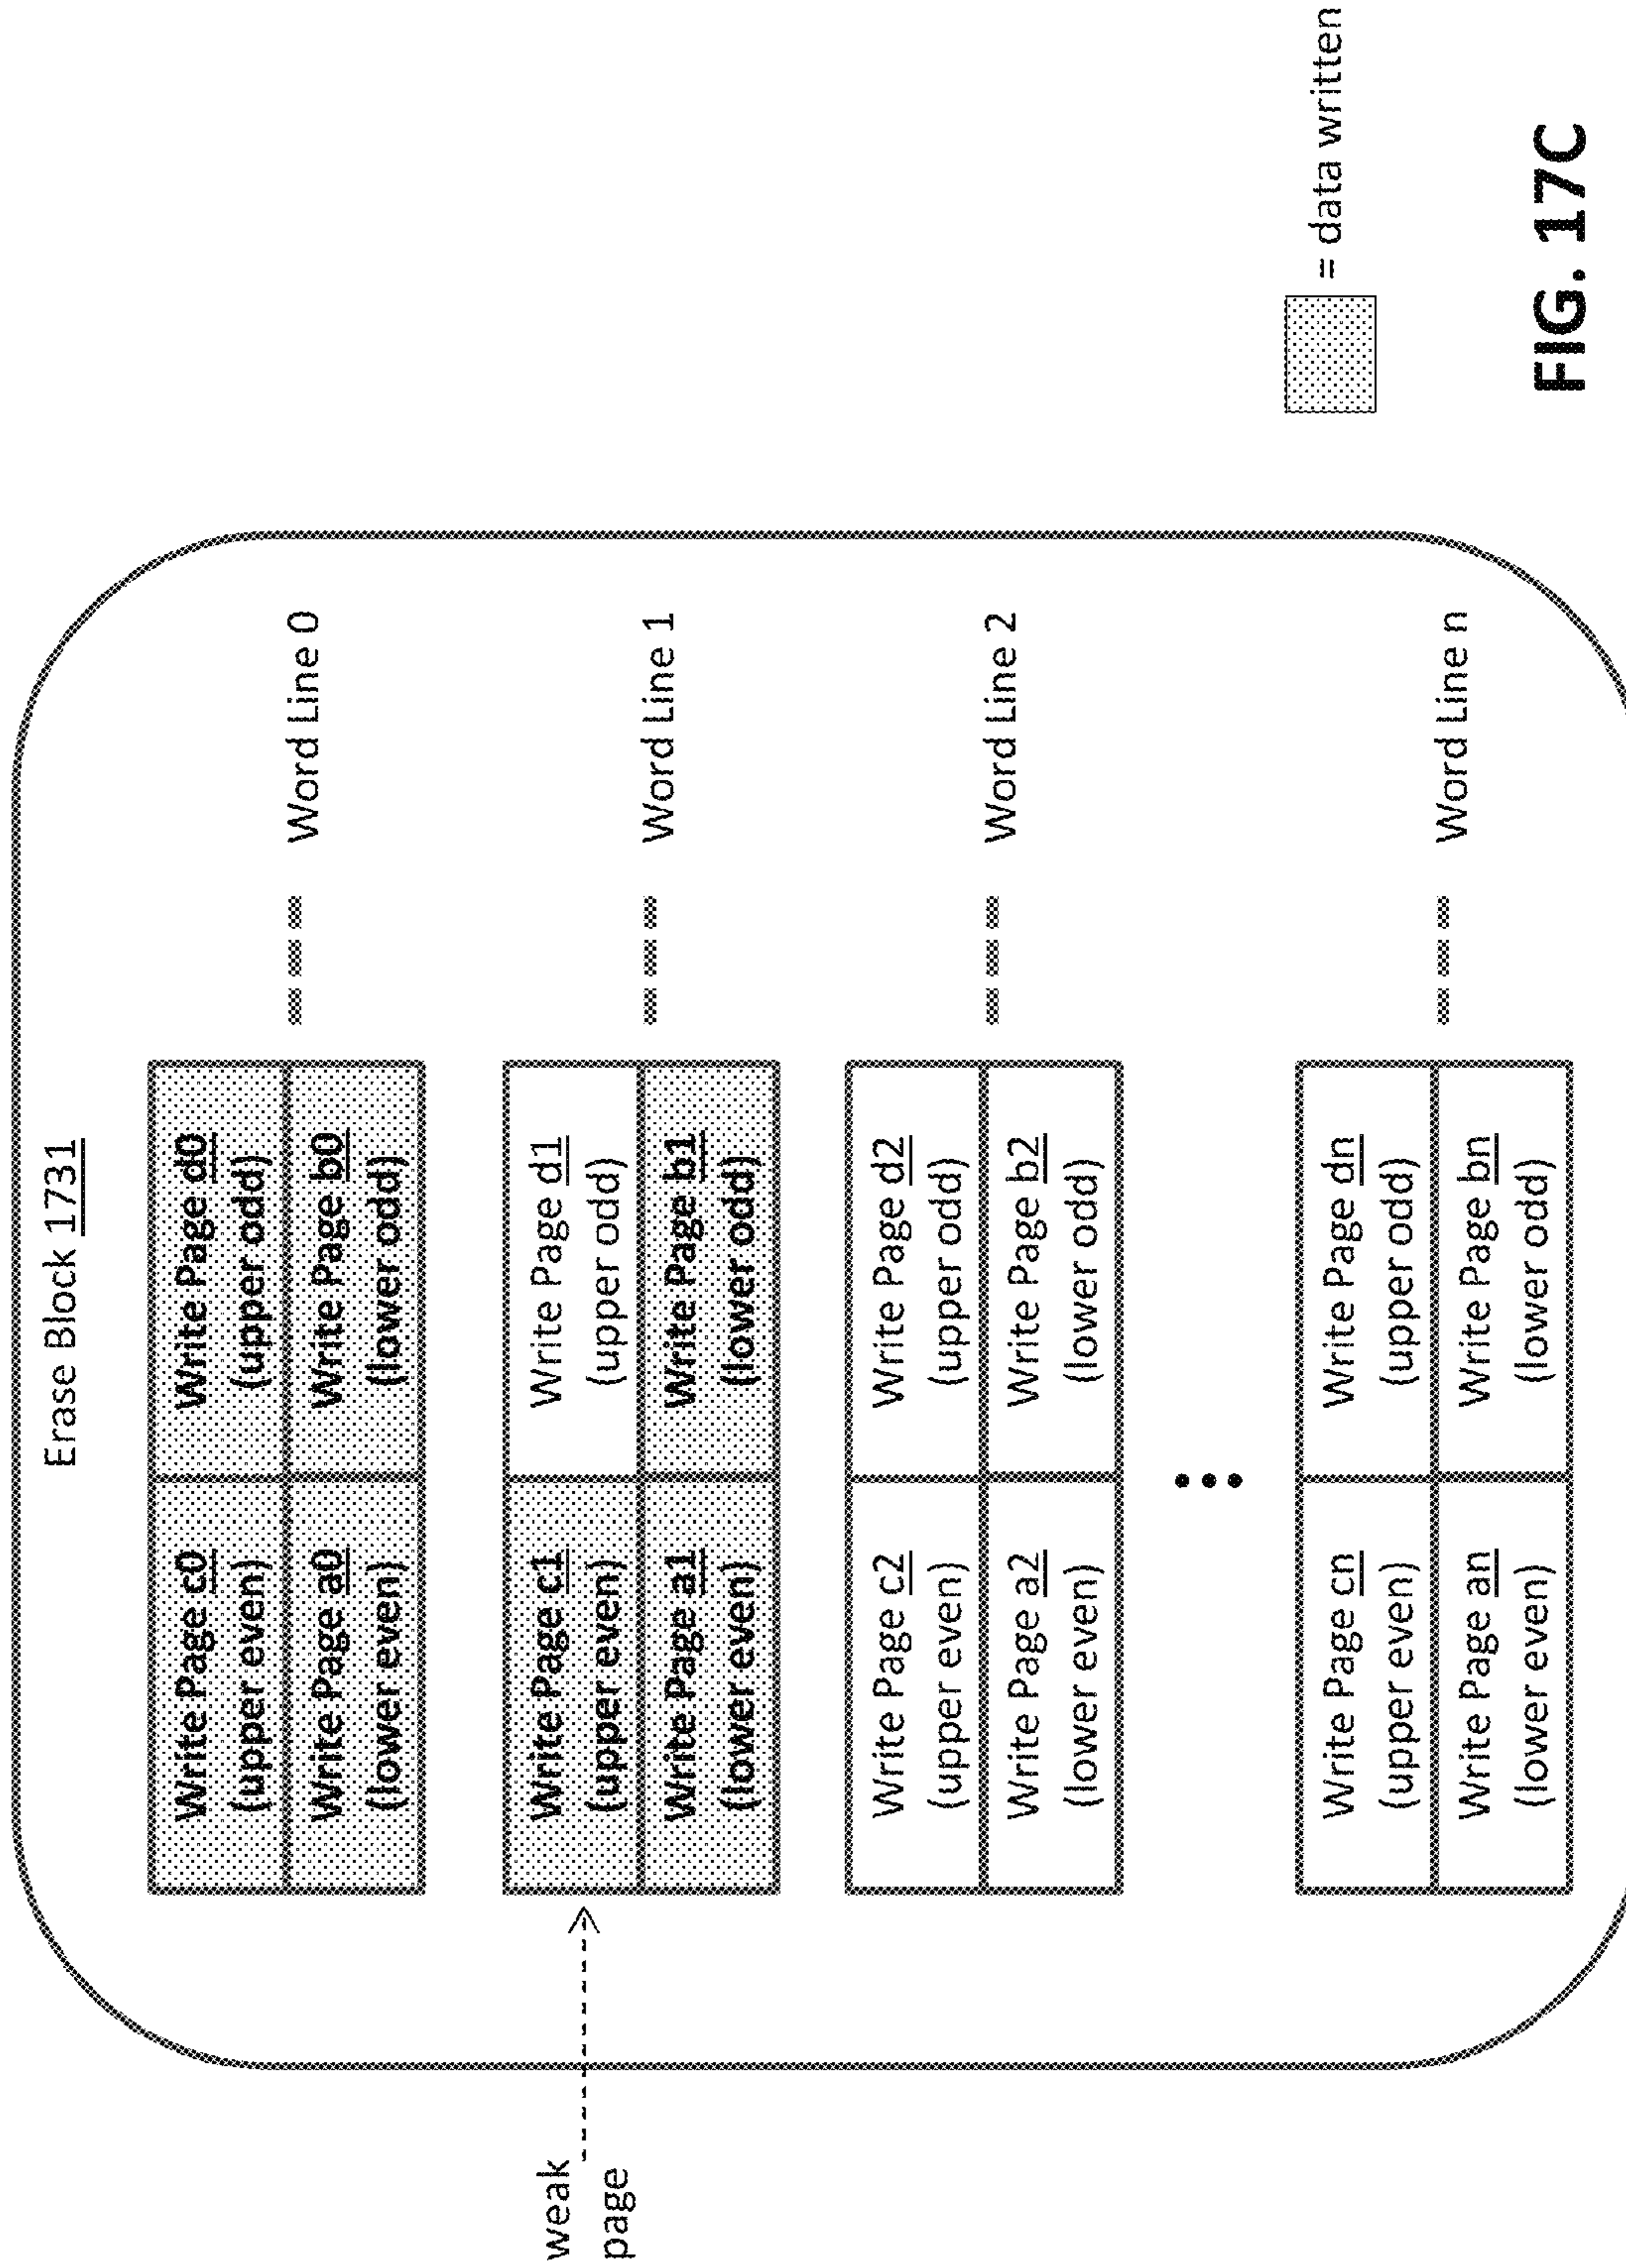 Erase Block 1731
Write Page c0
(upper even)
Write Page d0
(upper odd)
Write Page a0
(lower even)
Write Page b0
(lower odd)
Word Line 0
weak
page
Write Page c1
(upper even)
Write Page d1
(upper odd)
Write Page a1
(lower even)
Write Page b1
(lower odd)
Word Line 1
Write Page c2
(upper even)
Write Page d2
(upper odd)
Write Page a2
(lower even)
Write Page b2
(lower odd)
Word Line 2
Write Page cn
(upper even)
Write Page dn
(upper odd)
Write Page an
(lower even)
Write Page bn
(lower odd)
Word Line n
= data written
FIG. 17C